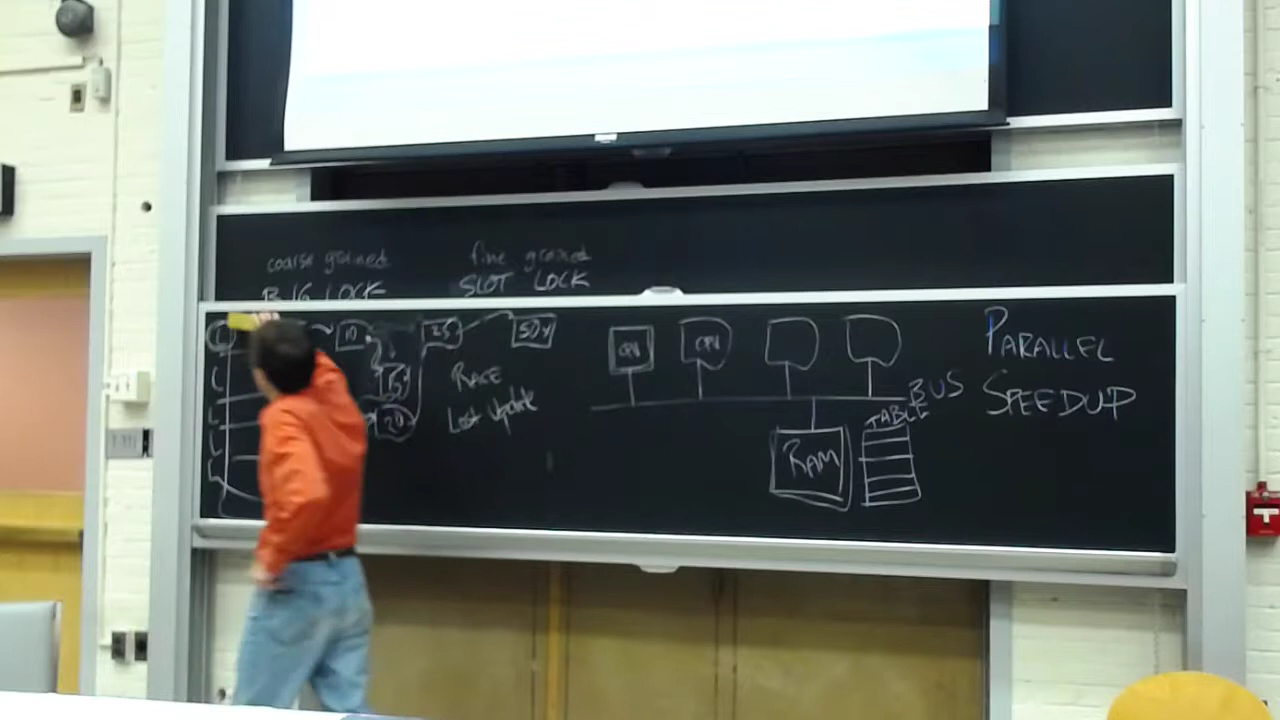 coarse grained
BIG LOCK
fine grained
SLOT LOCK
10
25
50
15
20
RACE
Lost Update
CPU
CPU
BUS
RAM
TABLE
PARALLEL
SPEEDUP